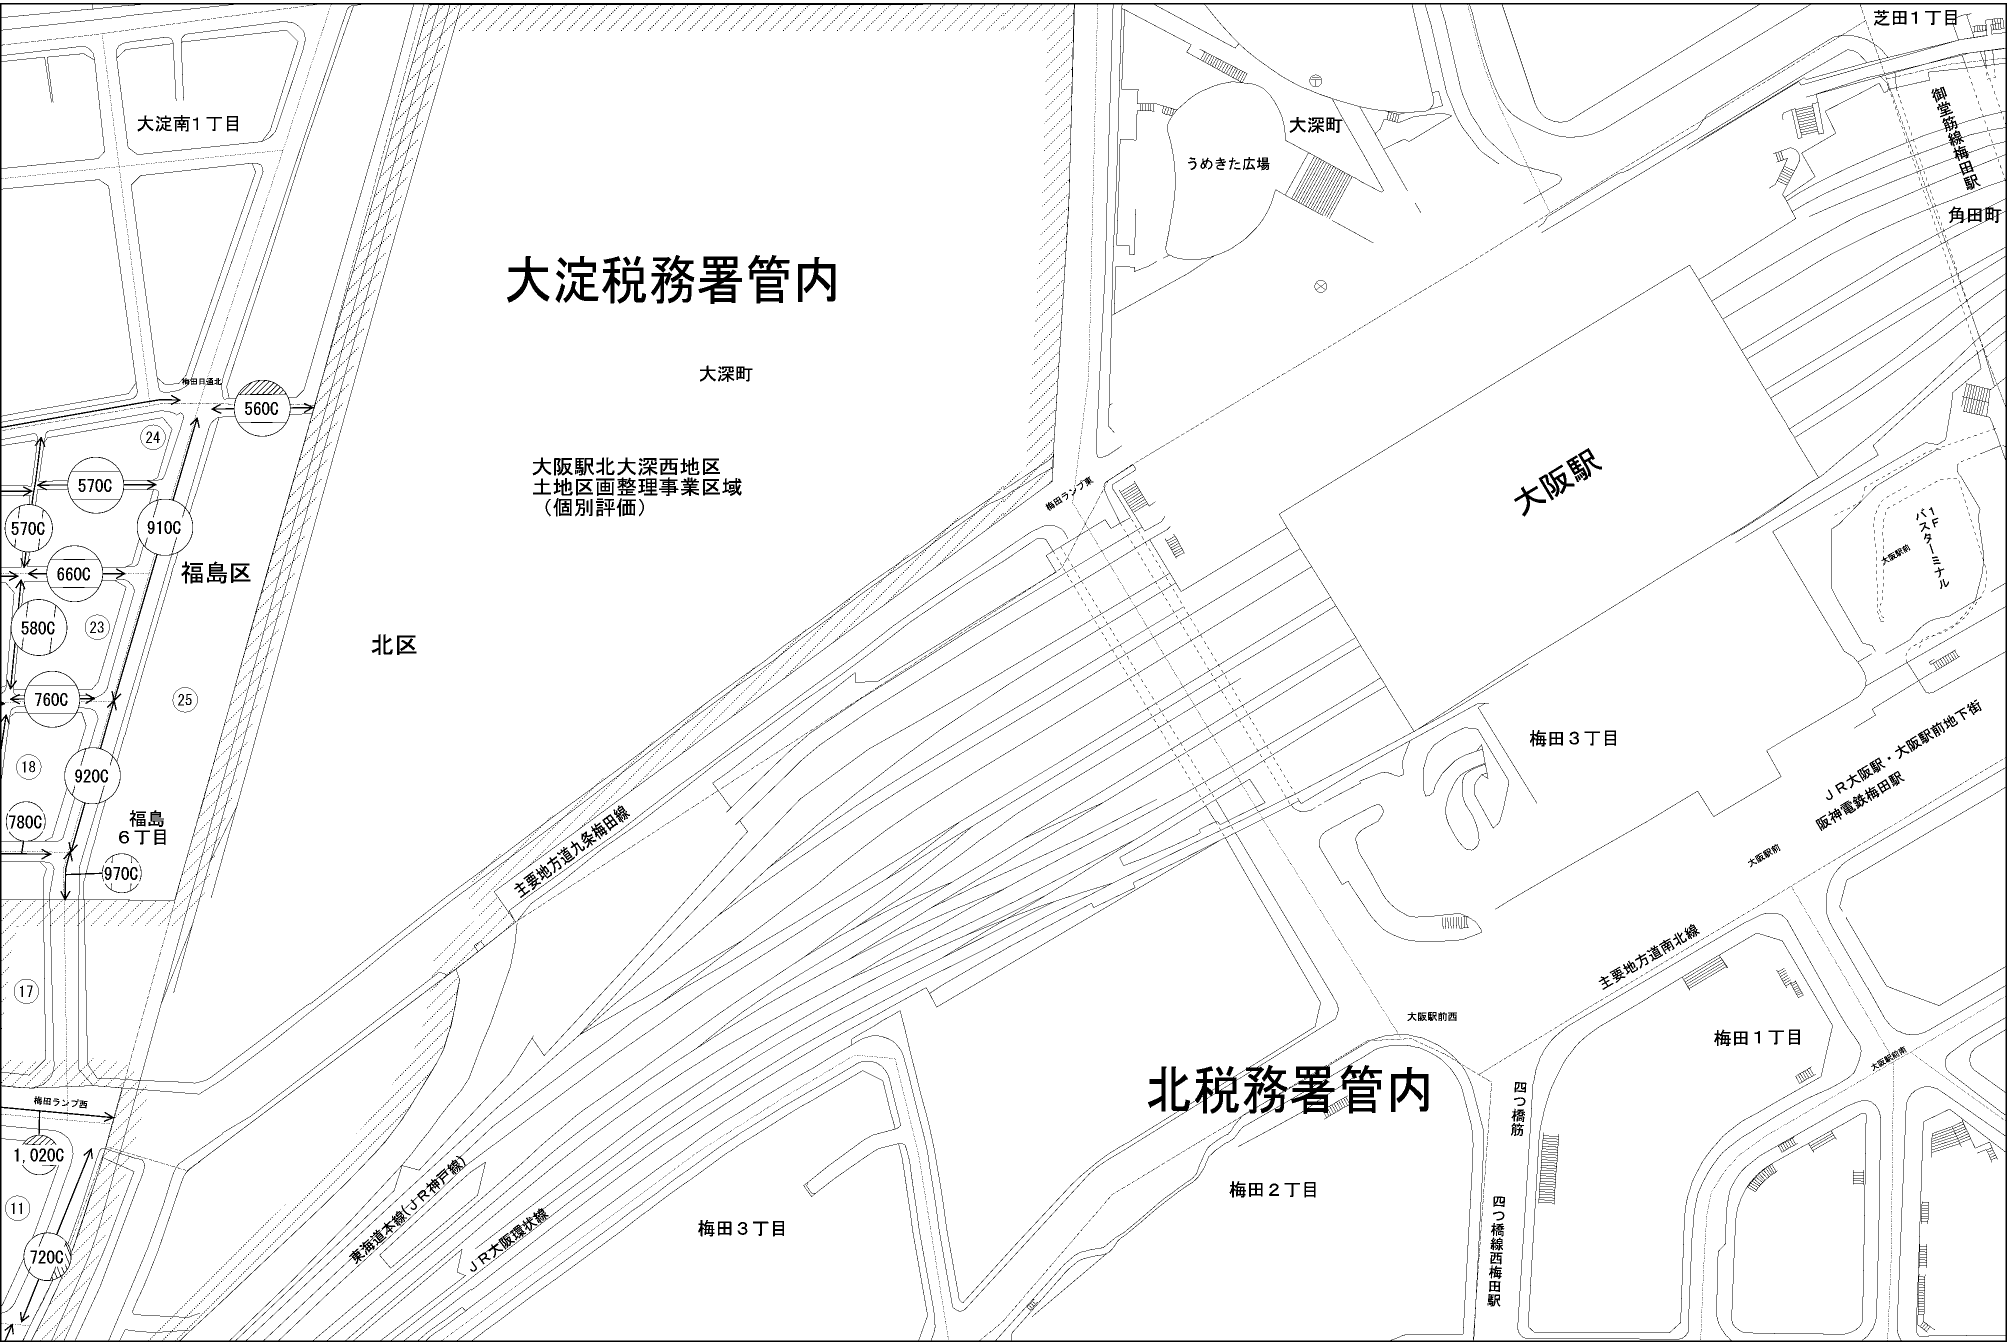 芝田１丁目
大淀南１丁目
御堂筋線梅田駅
大深町
うめきた広場
角田町
大淀税務署管内
大深町
梅田日通北
560C
24
大阪駅北大深西地区
土地区画整理事業区域
（個別評価）
大阪駅
570C
梅田ランプ東
１Ｆ
バスターミナル
大阪駅前
570C
910C
660C
福島区
580C
23
北区
760C
25
梅田３丁目
ＪＲ大阪駅・大阪駅前地下街
阪神電鉄梅田駅
18
920C
780C
福島
６丁目
主要地方道九条梅田線
大阪駅前
970C
主要地方道南北線
17
大阪駅前西
梅田１丁目
大阪駅前南
北税務署管内
梅田ランプ西
四つ橋筋
1,020C
東海道本線(ＪＲ神戸線)
梅田２丁目
11
梅田３丁目
ＪＲ大阪環状線
四つ橋線西梅田駅
720C